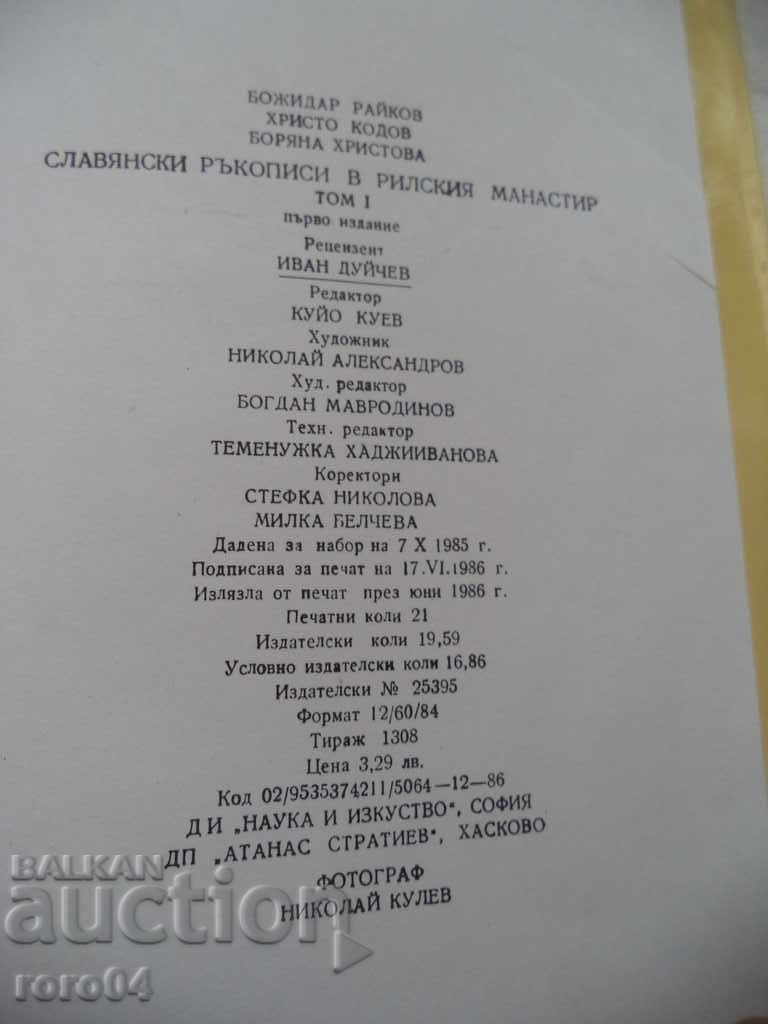 БОЖИДАР РАЙКОВ
ХРИСТО КОДОВ
БОРЯНА ХРИСТОВА
СЛАВЯНСКИ РЪКОПИСИ В РИЛСКИЯ МАНАСТИР
ТОМ I
първо издание
Рецензент
ИВАН ДУЙЧЕВ
Редактор
КУЙО КУЕВ
Художник
НИКОЛАЙ АЛЕКСАНДРОВ
Худ. редактор
БОГДАН МАВРОДИНОВ
Техн. редактор
ТЕМЕНУЖКА ХАДЖИИВАНОВА
Коректори
СТЕФКА НИКОЛОВА
МИЛКА БЕЛЧЕВА
Дадена за набор на 7 X 1985 г.
Подписана за печат на 17.VI.1986 г.
Излязла от печат през юни 1986 г.
Печатни коли 21
Издателски коли 19,59
Условно издателски коли 16,86
Издателски № 25395
Формат 12/60/84
Тираж 1308
Цена 3,29 лв.
Код 02/9535374211/5064—12—86
ДИ „НАУКА И ИЗКУСТВО", СОФИЯ
ДП „АТАНАС СТРАТИЕВ", ХАСКОВО
ФОТОГРАФ
НИКОЛАЙ КУЛЕВ
BALKAN
auction
roro04